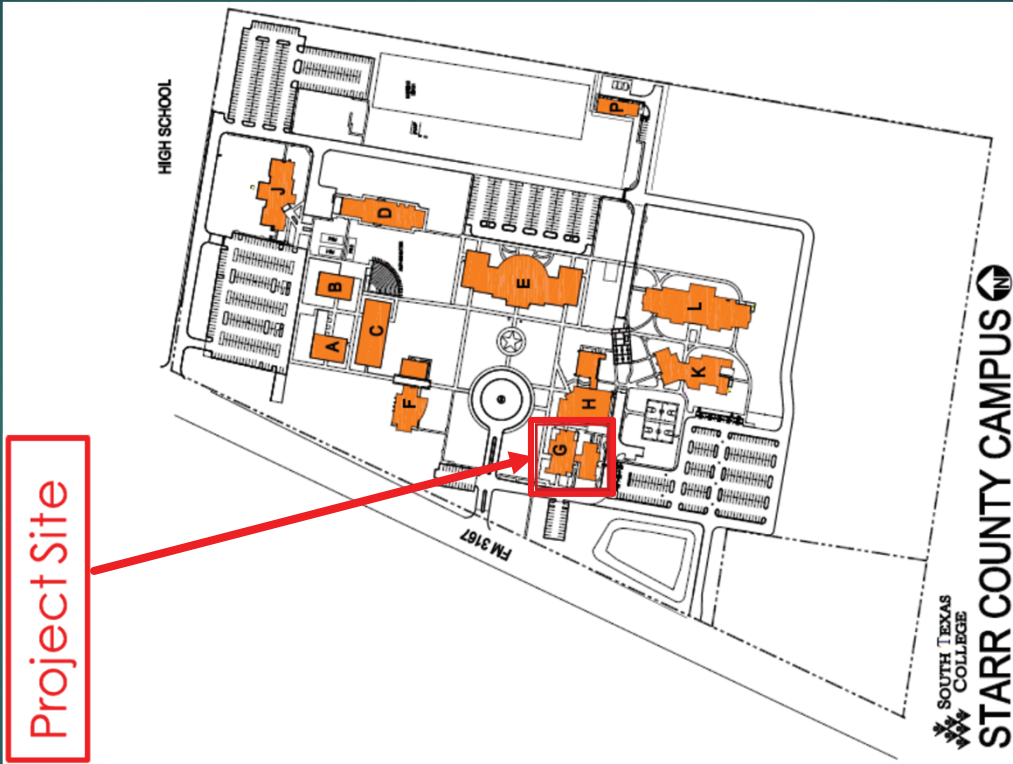 Project Site
HIGH SCHOOL
J
D
B
A
C
F
E
P
L
K
H
G
FM 3167
SOUTH TEXAS
COLLEGE
STARR COUNTY CAMPUS
N